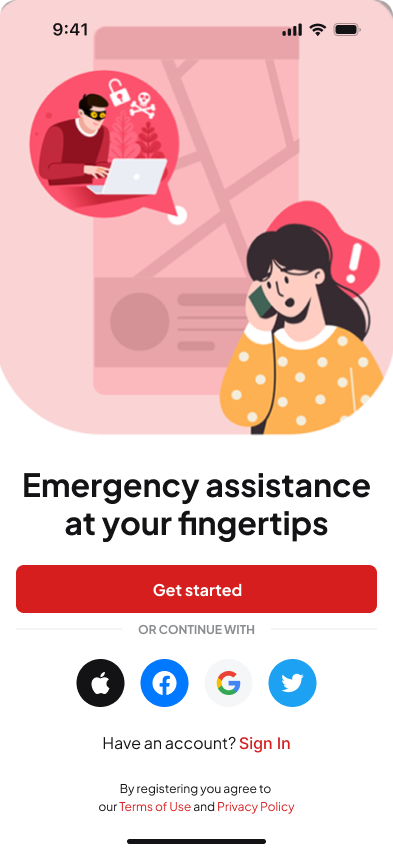 9:41
Emergency assistance
at your fingertips
Get started
OR CONTINUE WITH
Have an account? Sign In
By registering you agree to
our Terms of Use and Privacy Policy